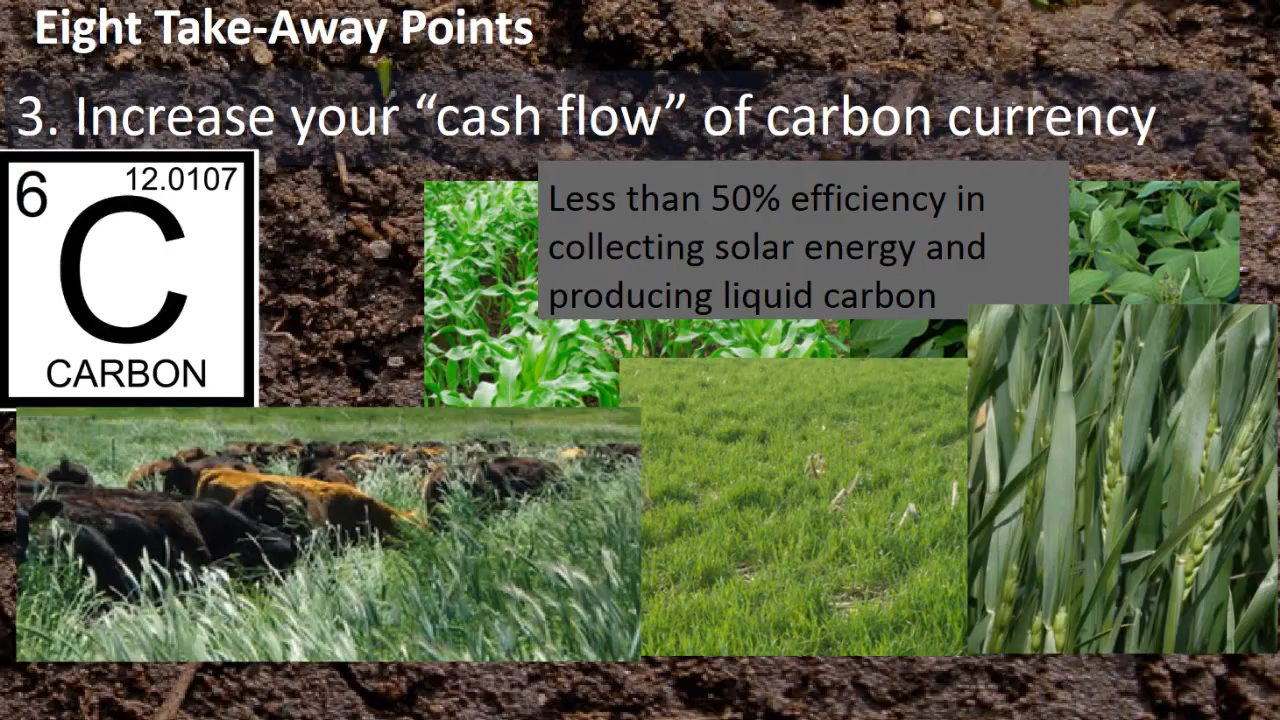 Eight Take-Away Points
3. Increase your “cash flow” of carbon currency
6
12.0107
C
CARBON
Less than 50% efficiency in
collecting solar energy and
producing liquid carbon